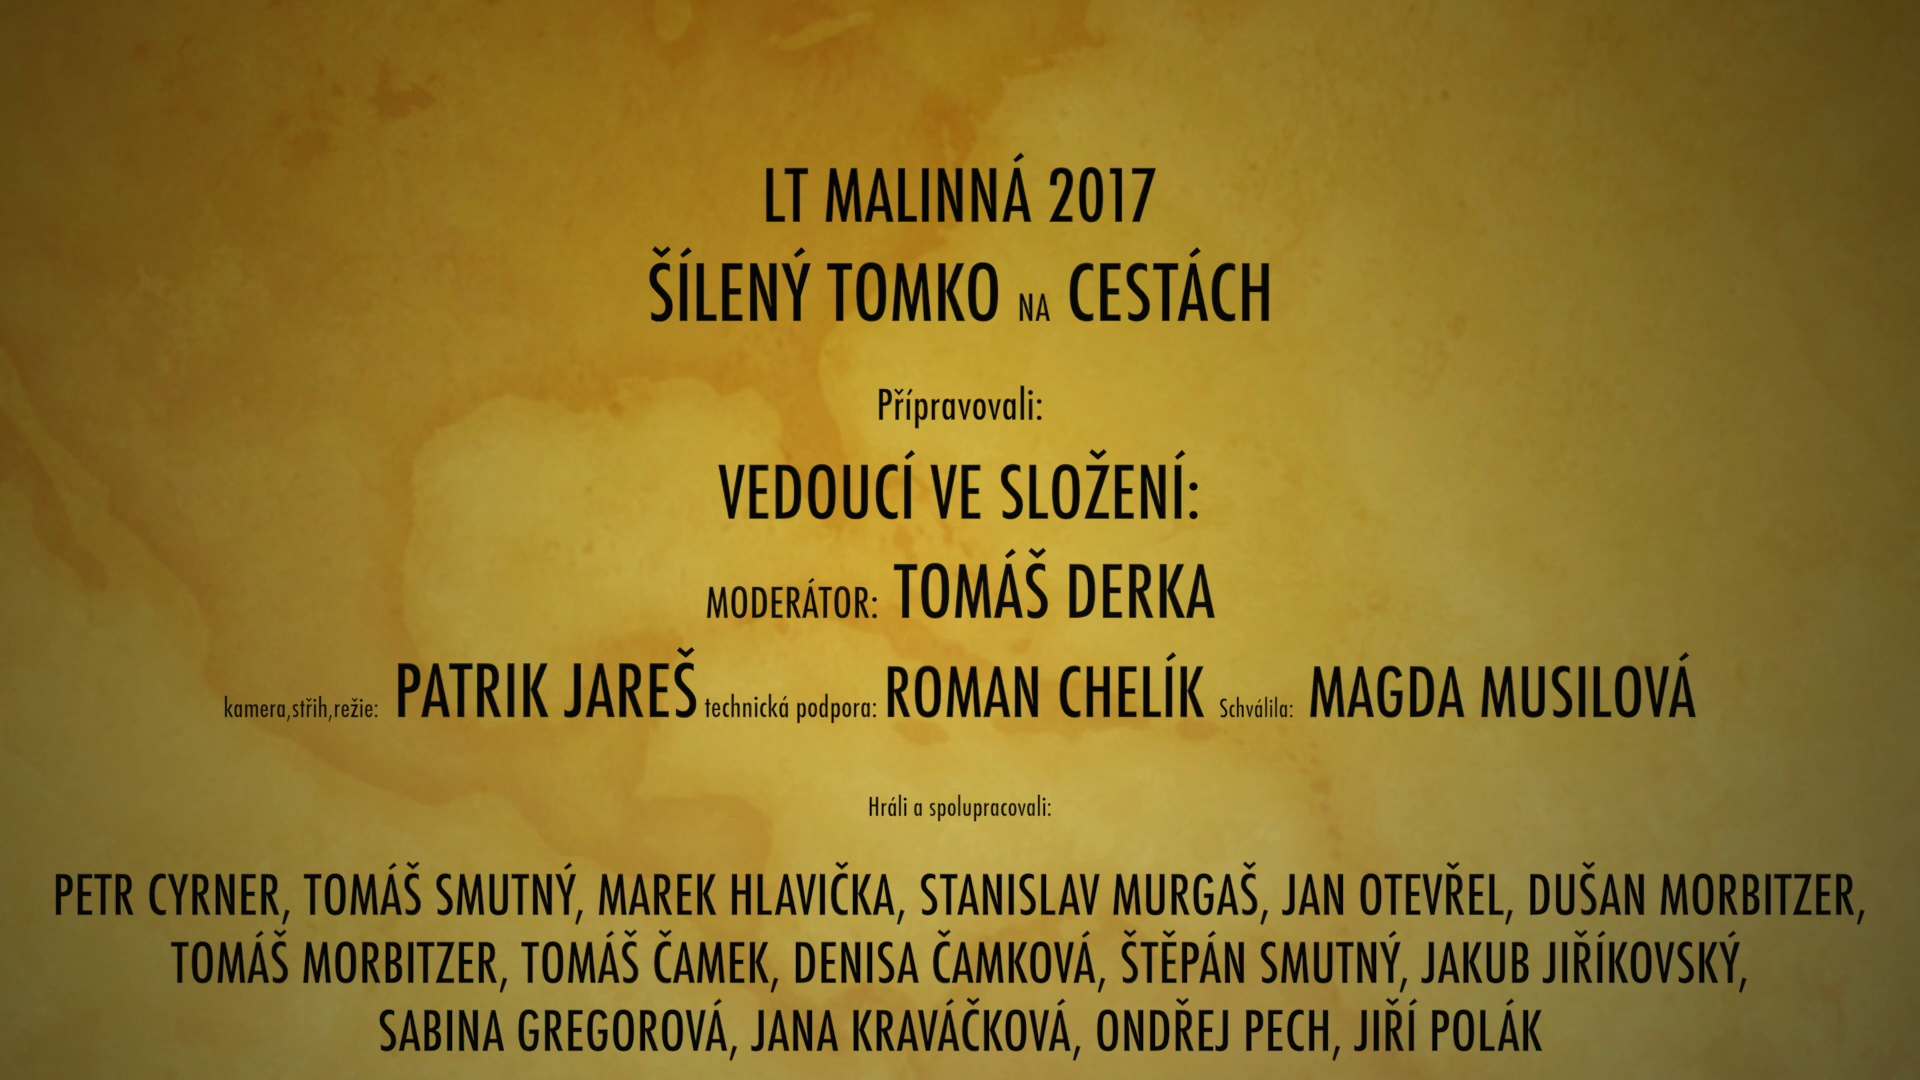 LT MALINNÁ 2017
ŠÍLENÝ TOMKO NA CESTÁCH
Přípravovali:
VEDOUCÍ VE SLOŽENÍ:
MODERÁTOR: TOMÁŠ DERKA
kamera,střih,režie: PATRIK JAREŠ technická podpora: ROMAN CHELÍK Schválila: MAGDA MUSILOVÁ
Hráli a spolupracovali:
PETR CYRNER, TOMÁŠ SMUTNÝ, MAREK HLAVIČKA, STANISLAV MURGAŠ, JAN OTEVŘEL, DUŠAN MORBITZER,
TOMÁŠ MORBITZER, TOMÁŠ ČAMEK, DENISA ČAMKOVÁ, ŠTĚPÁN SMUTNÝ, JAKUB JIŘÍKOVSKÝ,
SABINA GREGOROVÁ, JANA KRAVÁČKOVÁ, ONDŘEJ PECH, JIŘÍ POLÁK